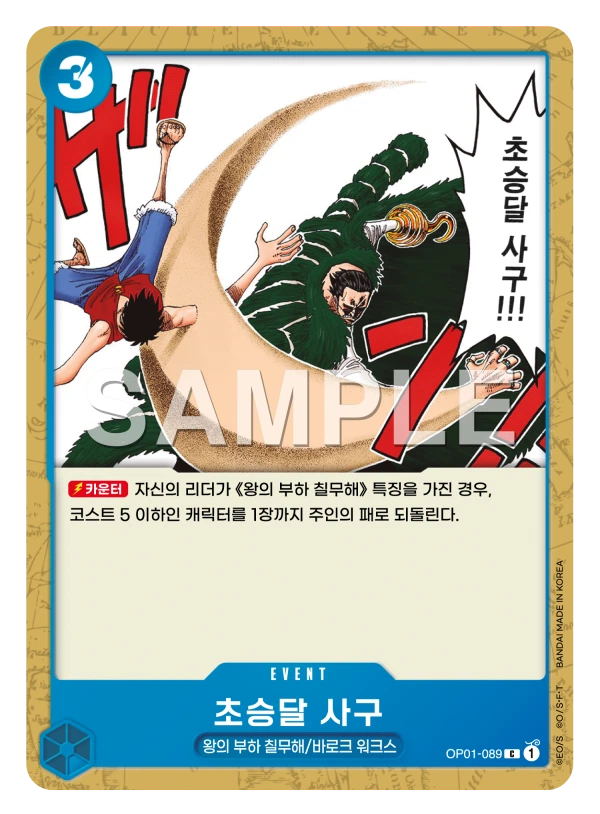 3
초승달 사구!!!
SAMPLE
카운터 자신의 리더가 《왕의 부하 칠무해》 특징을 가진 경우,
코스트 5 이하인 캐릭터를 1장까지 주인의 패로 되돌린다.
EVENT
초승달 사구
왕의 부하 칠무해/바로크 워크스
OP01-089 C 1
©E.O/S. ©O/S·F·T BANDAI MADE IN KOREA